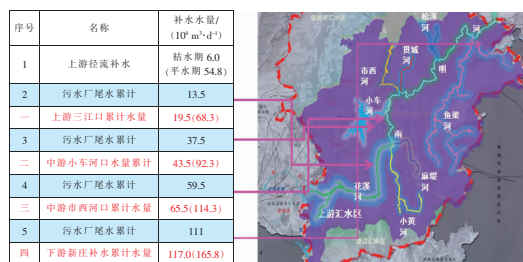 序号 名称 补水水量/
(10⁴ m³·d⁻¹)
1 上游径流补水 枯水期 6.0
(平水期 54.8)
2 污水厂尾水累计 13.5
一 上游三江口累计水量 19.5(68.3)
3 污水厂尾水累计 37.5
二 中游小车河口水量累计 43.5(92.3)
4 污水厂尾水累计 59.5
三 中游市西河口累计水量 65.5(114.3)
5 污水厂尾水累计 111
四 下游新庄补水累计水量 117.0(165.8)
松溪
河
河
贯城
河
市西
河
明
小车
河
鱼梁
河
南
麻堤
河
花溪
河
上游汇水区
小黄
河